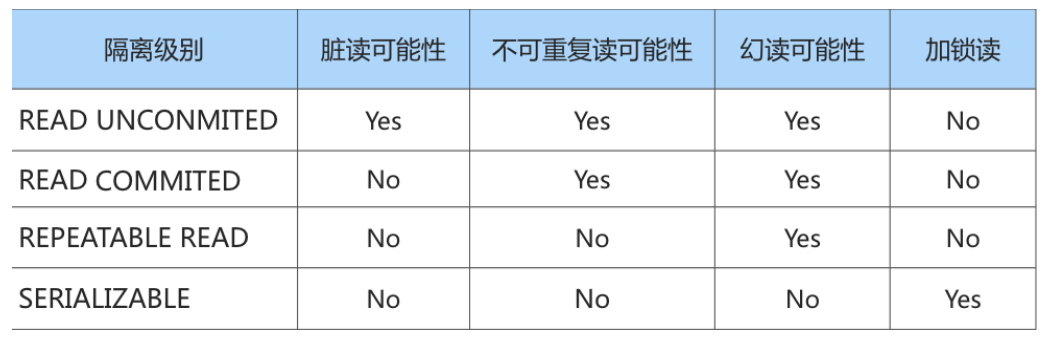 隔离级别 脏读可能性 不可重复读可能性 幻读可能性 加锁读
READ UNCONMITED Yes Yes Yes No
READ COMMITED No Yes Yes No
REPEATABLE READ No No Yes No
SERIALIZABLE No No No Yes